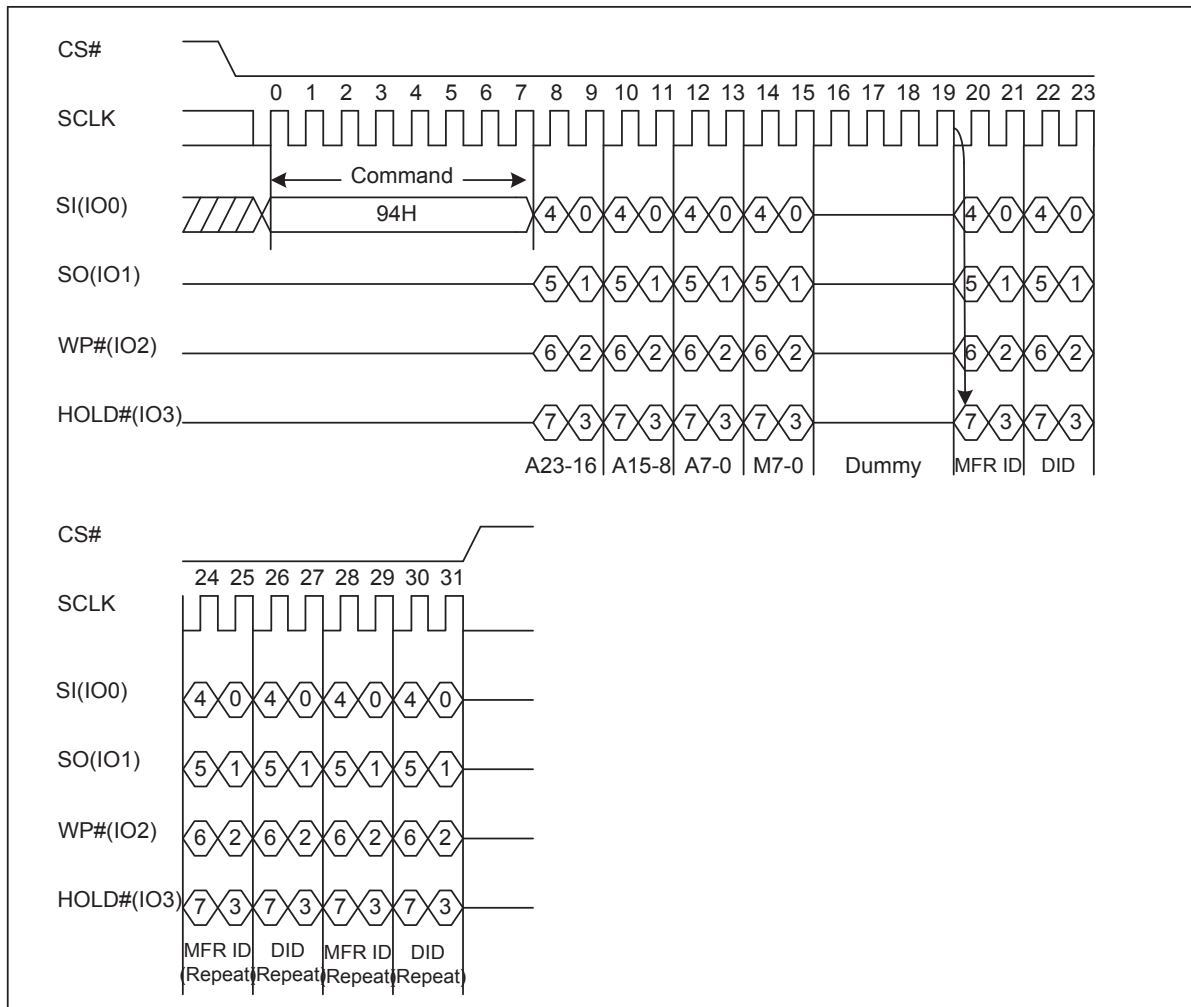 CS#
0 1 2 3 4 5 6 7 8 9 10 11 12 13 14 15 16 17 18 19 20 21 22 23
SCLK
Command
SI(IO0)
94H
4 0 4 0 4 0 4 0 4 0 4 0
SO(IO1)
5 1 5 1 5 1 5 1 5 1 5 1
WP#(IO2)
6 2 6 2 6 2 6 2 6 2 6 2
HOLD#(IO3)
7 3 7 3 7 3 7 3 7 3 7 3
A23-16 A15-8 A7-0 M7-0 Dummy MFR ID DID
CS#
24 25 26 27 28 29 30 31
SCLK
SI(IO0)
4 0 4 0 4 0 4 0
SO(IO1)
5 1 5 1 5 1 5 1
WP#(IO2)
6 2 6 2 6 2 6 2
HOLD#(IO3)
7 3 7 3 7 3 7 3
MFR ID DID MFR ID DID
(Repeat) (Repeat) (Repeat) (Repeat)